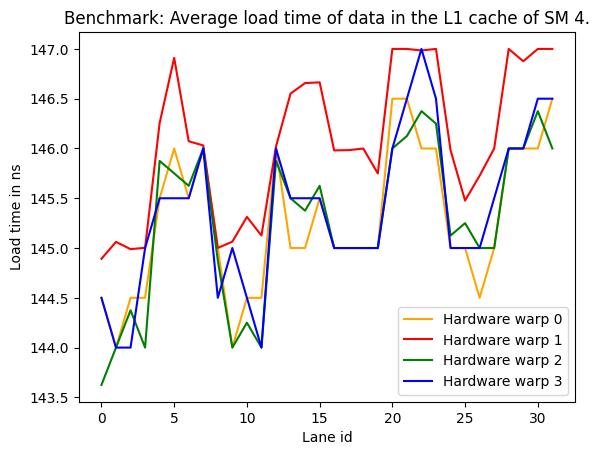 Benchmark: Average load time of data in the L1 cache of SM 4.
147.0
146.5
146.0
145.5
145.0
144.5
144.0
143.5
Load time in ns
0 5 10 15 20 25 30
Lane id
Hardware warp 0
Hardware warp 1
Hardware warp 2
Hardware warp 3